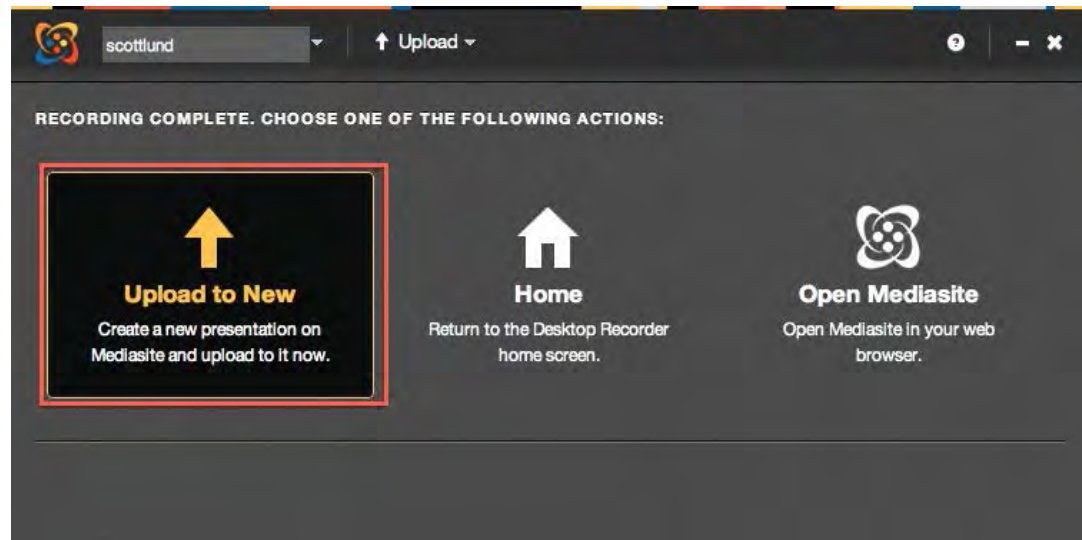 scottlund
Upload
RECORDING COMPLETE. CHOOSE ONE OF THE FOLLOWING ACTIONS:
Upload to New
Create a new presentation on
Mediasite and upload to it now.
Home
Return to the Desktop Recorder
home screen.
Open Mediasite
Open Mediasite in your web
browser.